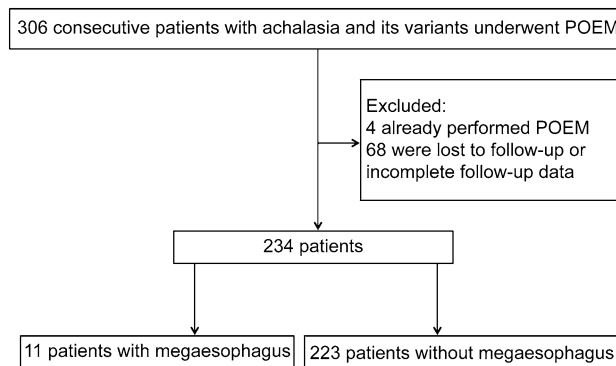 306 consecutive patients with achalasia and its variants underwent POEM
Excluded:
4 already performed POEM
68 were lost to follow-up or
incomplete follow-up data
234 patients
11 patients with megaesophagus
223 patients without megaesophagus